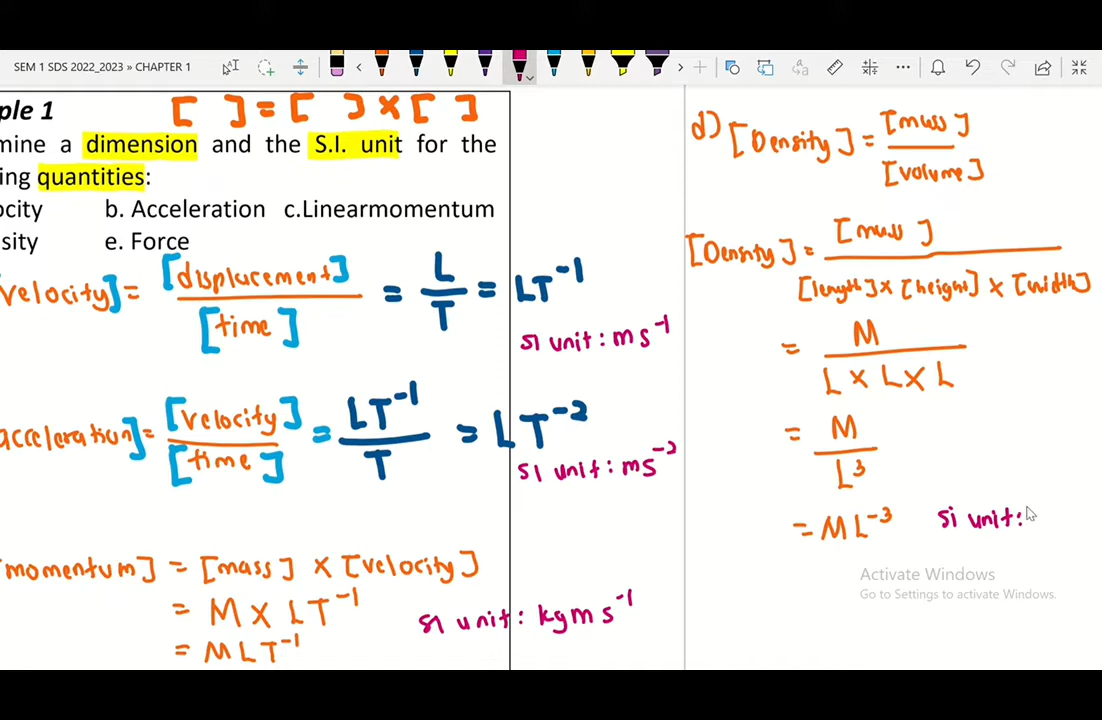 SEM 1 SDS 2022_2023 » CHAPTER 1
ple 1
[ ] = [ ] × [ ]
mine a dimension and the S.I. unit for the
ing quantities:
ocity b. Acceleration c.Linearmomentum
sity e. Force
velocity] = [displacement] / [time] = L / T = LT⁻¹
SI unit : ms⁻¹
acceleration] = [velocity] / [time] = LT⁻¹ / T = LT⁻²
SI unit : ms⁻²
momentum] = [mass] × [velocity]
= M × LT⁻¹
SI unit : kgms⁻¹
= MLT⁻¹
d) [Density] = [mass] / [volume]
[Density] = [mass] / [length] × [height] × [width]
= M / L × L × L
= M / L³
= ML⁻³ SI unit :
Activate Windows
Go to Settings to activate Windows.